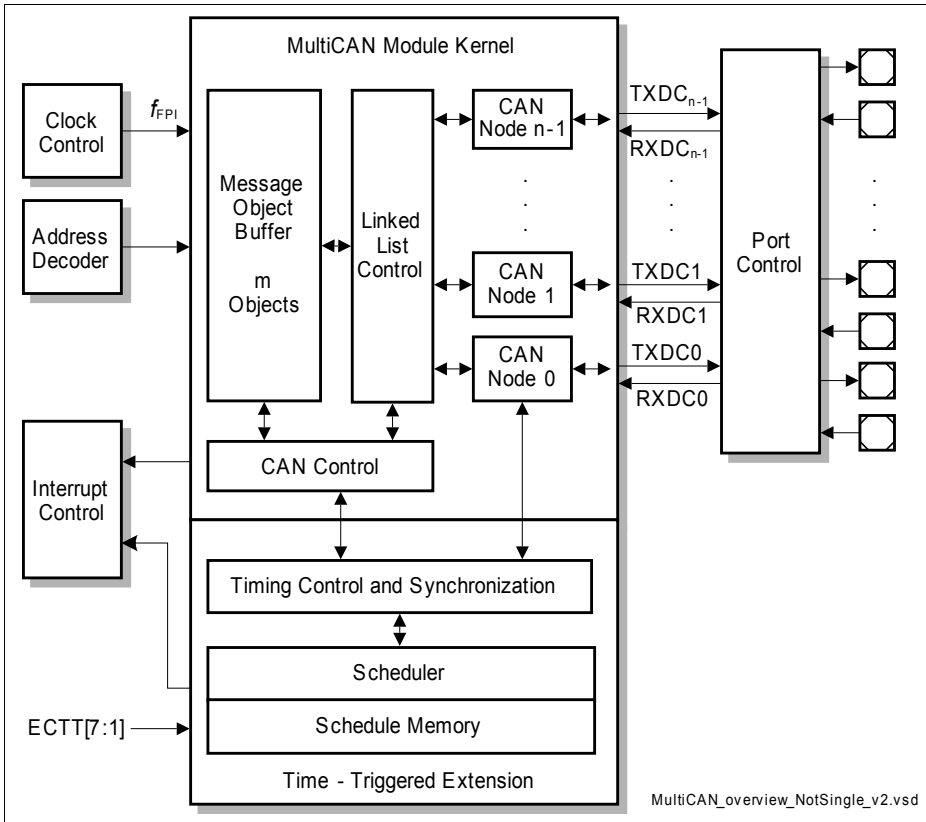 MultiCAN Module Kernel
Clock
Control
fFPI
Address
Decoder
Interrupt
Control
ECTT[7:1]
Message
Object
Buffer
m
Objects
Linked
List
Control
CAN
Node n-1
. . .
CAN
Node 1
CAN
Node 0
CAN Control
TXDCn-1
RXDCn-1
. . .
TXDC1
RXDC1
TXDC0
RXDC0
Port
Control
. . .
Timing Control and Synchronization
Scheduler
Schedule Memory
Time - Triggered Extension
MultiCAN_overview_NotSingle_v2.vsd